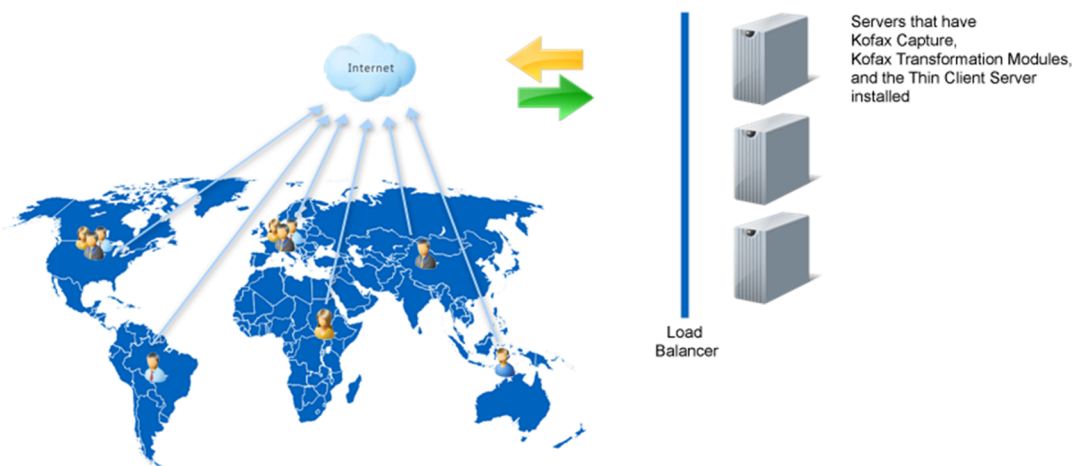 Internet
Servers that have
Kofax Capture,
Kofax Transformation Modules,
and the Thin Client Server
installed
Load
Balancer